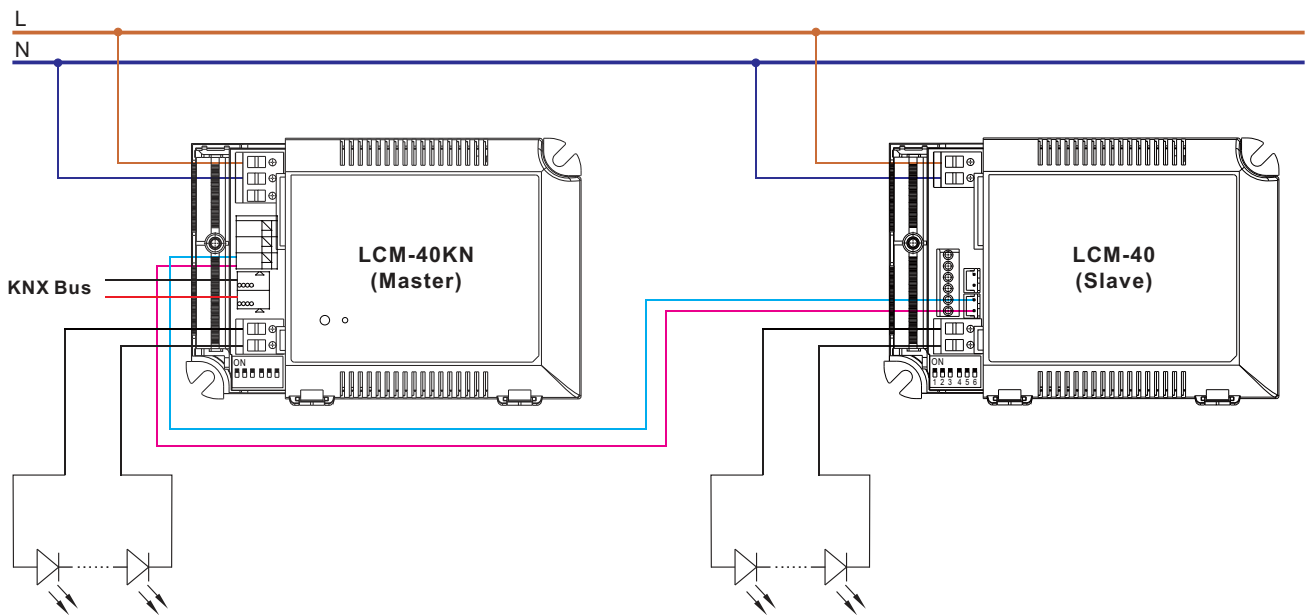 L
N
LCM-40KN
(Master)
LCM-40
(Slave)
KNX Bus
ON
ON
1 2 3 4 5 6